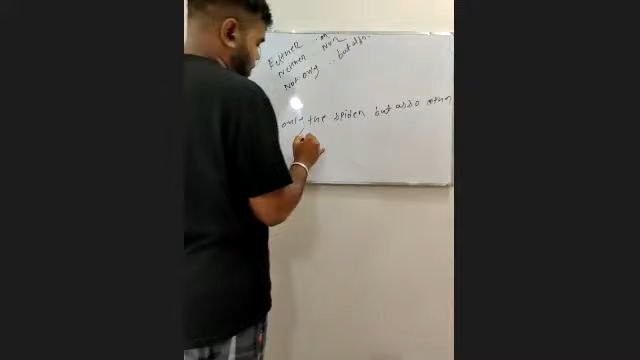 Either ... or
Neither ... Nor
Not only ... but also.
only the spider but also other